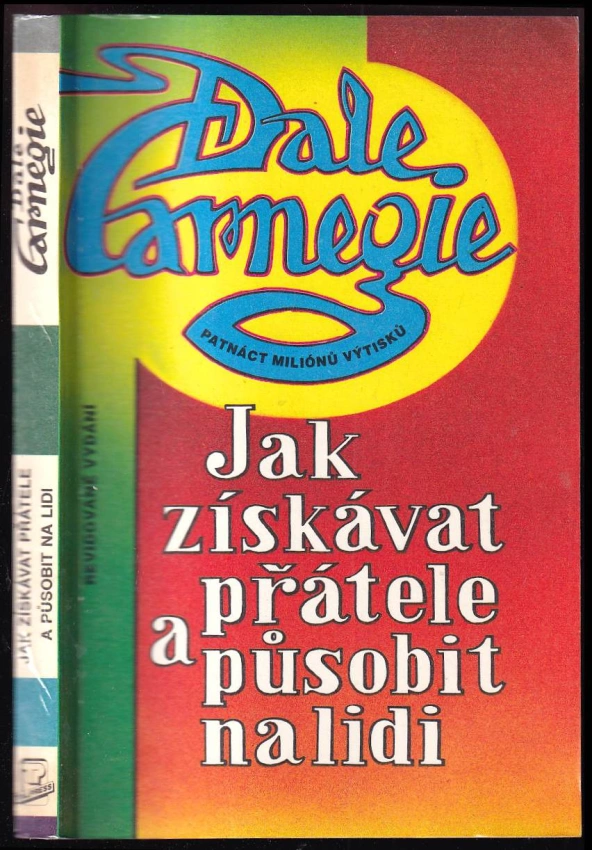 Dale
Carnegie
PATNÁCT MILIÓNŮ VÝTISKŮ
Jak
získávat
přátele
a působit
na lidi
REVIDOVANÉ VYDÁNÍ
Dale
Carnegie
JAK ZÍSKÁVAT PŘÁTELE
A PŮSOBIT NA LIDI
PRESS